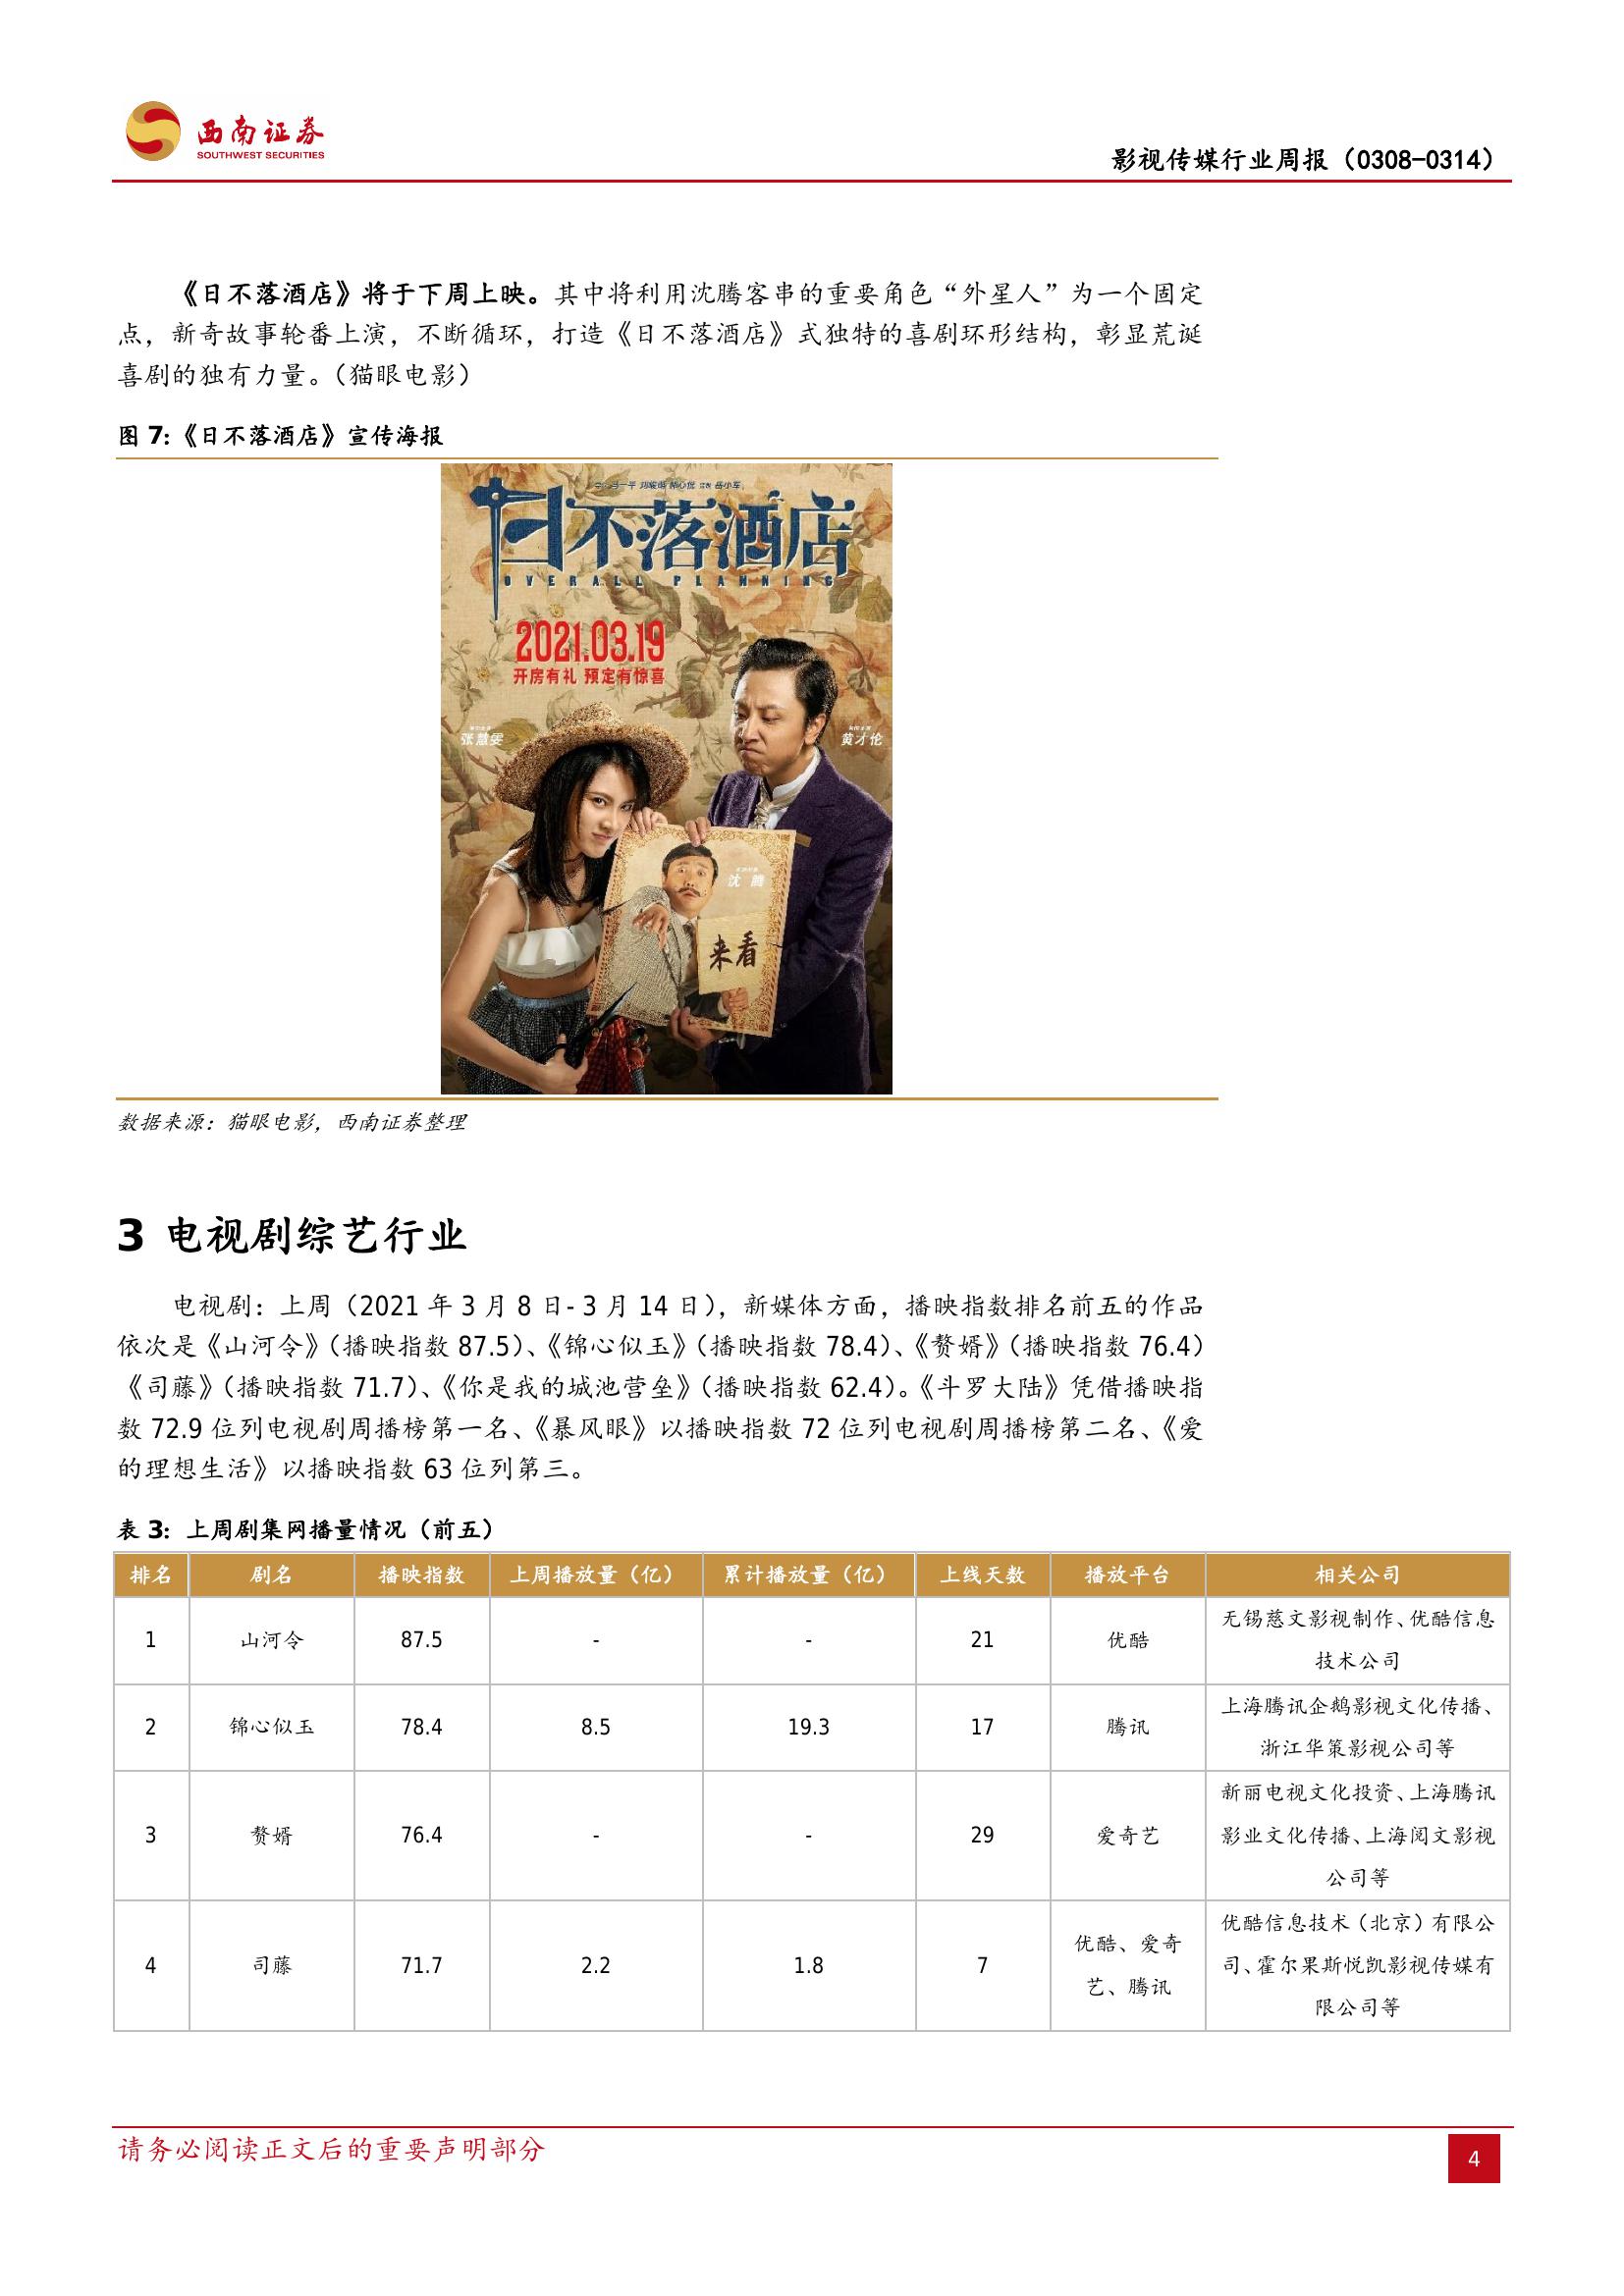 西南证券
SOUTHWEST SECURITIES
影视传媒行业周报（0308-0314）
《日不落酒店》将于下周上映。其中将利用沈腾客串的重要角色“外星人”为一个固定
点，新奇故事轮番上演，不断循环，打造《日不落酒店》式独特的喜剧环形结构，彰显荒诞
喜剧的独有力量。（猫眼电影）
图 7：《日不落酒店》宣传海报
日不落酒店
OVERALL PLANNING
2021.03.19
开房有礼 预定有惊喜
张慧雯
黄才伦
沈腾
来看
数据来源：猫眼电影，西南证券整理
3 电视剧综艺行业
电视剧：上周（2021 年 3 月 8 日- 3 月 14 日），新媒体方面，播映指数排名前五的作品
依次是《山河令》（播映指数 87.5）、《锦心似玉》（播映指数 78.4）、《赘婿》（播映指数 76.4）
《司藤》（播映指数 71.7）、《你是我的城池营垒》（播映指数 62.4）。《斗罗大陆》凭借播映指
数 72.9 位列电视剧周播榜第一名、《暴风眼》以播映指数 72 位列电视剧周播榜第二名、《爱
的理想生活》以播映指数 63 位列第三。
表 3：上周剧集网播量情况（前五）
排名 剧名 播映指数 上周播放量（亿） 累计播放量（亿） 上线天数 播放平台 相关公司
1 山河令 87.5 - - 21 优酷 无锡慈文影视制作、优酷信息
技术公司
2 锦心似玉 78.4 8.5 19.3 17 腾讯 上海腾讯企鹅影视文化传播、
浙江华策影视公司等
3 赘婿 76.4 - - 29 爱奇艺 新丽电视文化投资、上海腾讯
影业文化传播、上海阅文影视
公司等
4 司藤 71.7 2.2 1.8 7 优酷、爱奇
艺、腾讯 优酷信息技术（北京）有限公
司、霍尔果斯悦凯影视传媒有
限公司等
请务必阅读正文后的重要声明部分
4